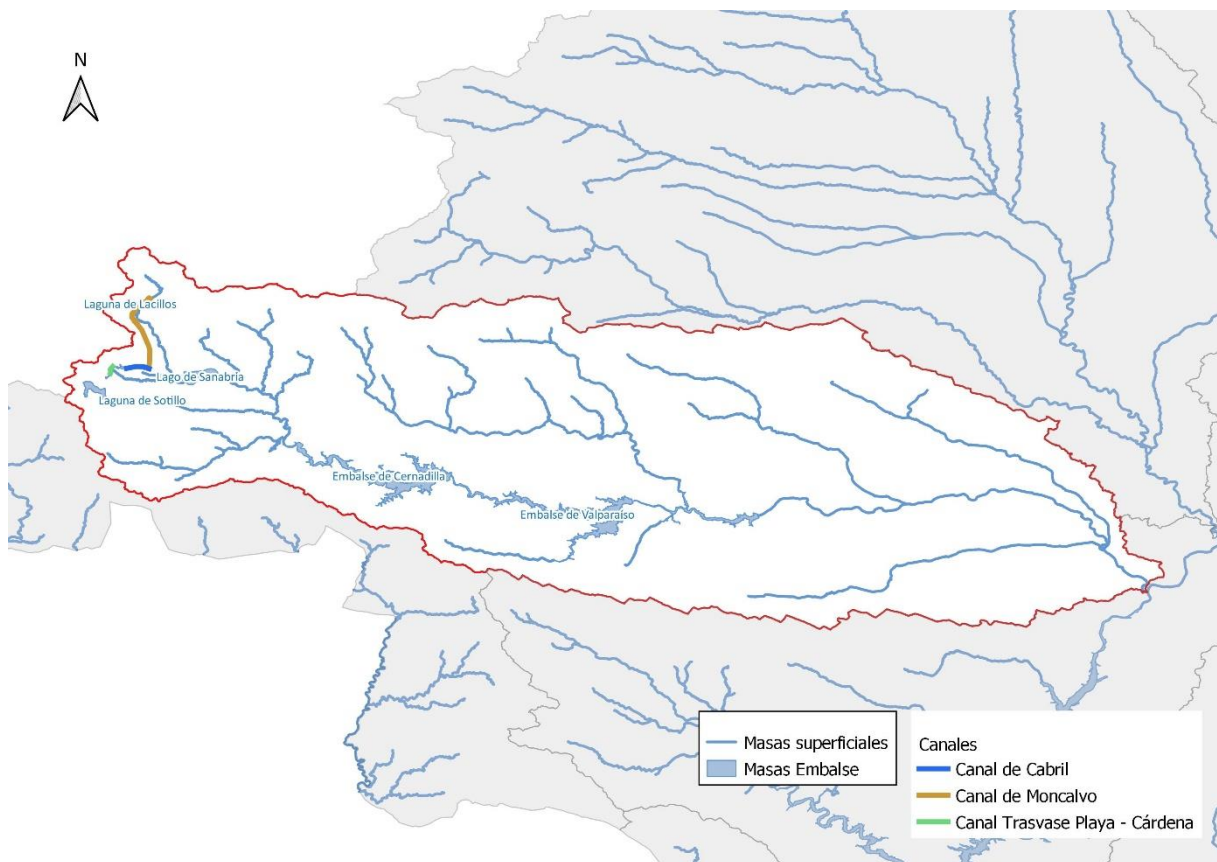 N
Laguna de Lacillos
Lago de Sanabria
Laguna de Sotillo
Embalse de Cernadilla
Embalse de Valparaíso
Masas superficiales
Masas Embalse
Canales
Canal de Cabril
Canal de Moncalvo
Canal Trasvase Playa - Cárdena